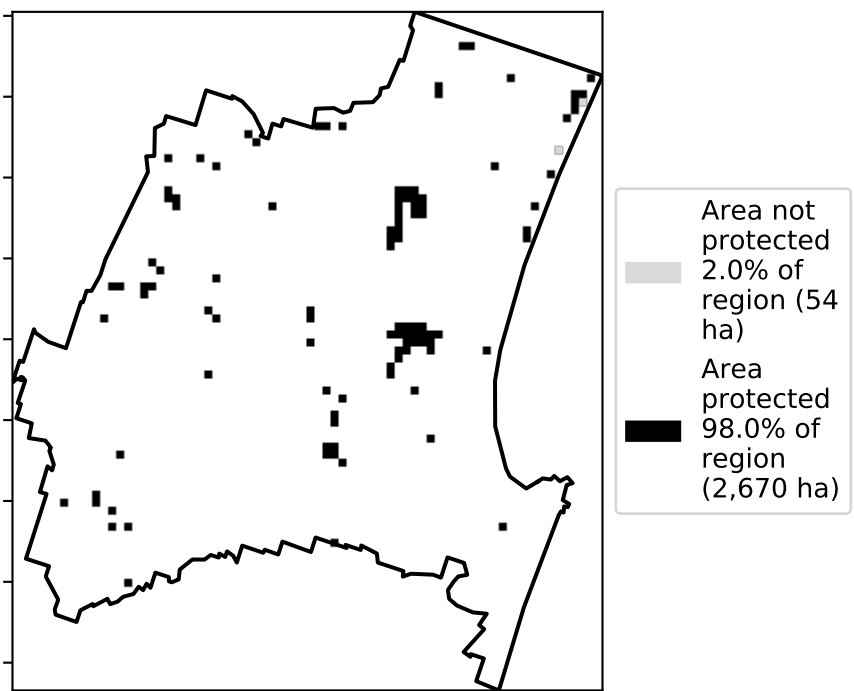 Area not
protected
2.0% of
region (54
ha)
Area
protected
98.0% of
region
(2,670 ha)